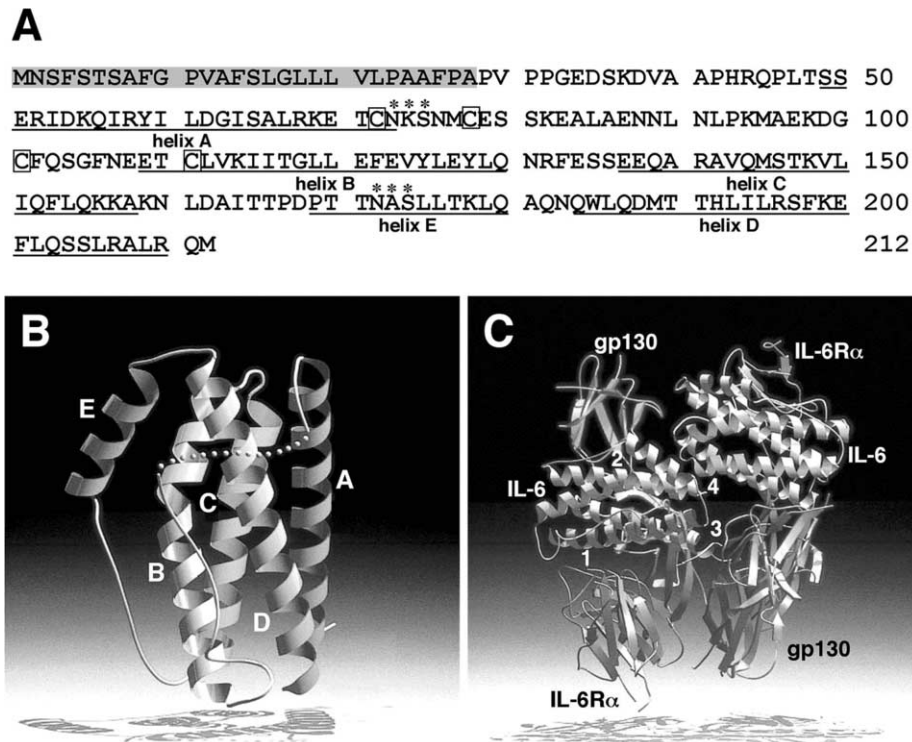 A
MNSFSTSAFG PVAFSLGLLL VLPAAFPAPV PPGEDSKDVA APHRQPLTSS 50
***
ERIDKQIRYI LDGISALRKE TCNKSNMCES SKEALAENNL NLPKMAEKDG 100
helix A
CFQSGFNEET CLVKIITGLL EFEVYLEYLQ NRFESSEEQA RAVQMSTKVL 150
helix B helix C
***
IQFLQKKAKN LDAITTPDPT TNASLLTKLQ AQNQWLQDMT THLILRSFKE 200
helix E helix D
FLQSSLRALR QM 212
B
E
A
C
B
D
C
gp130
IL-6Rα
2
IL-6
4
IL-6
3
1
gp130
IL-6Rα